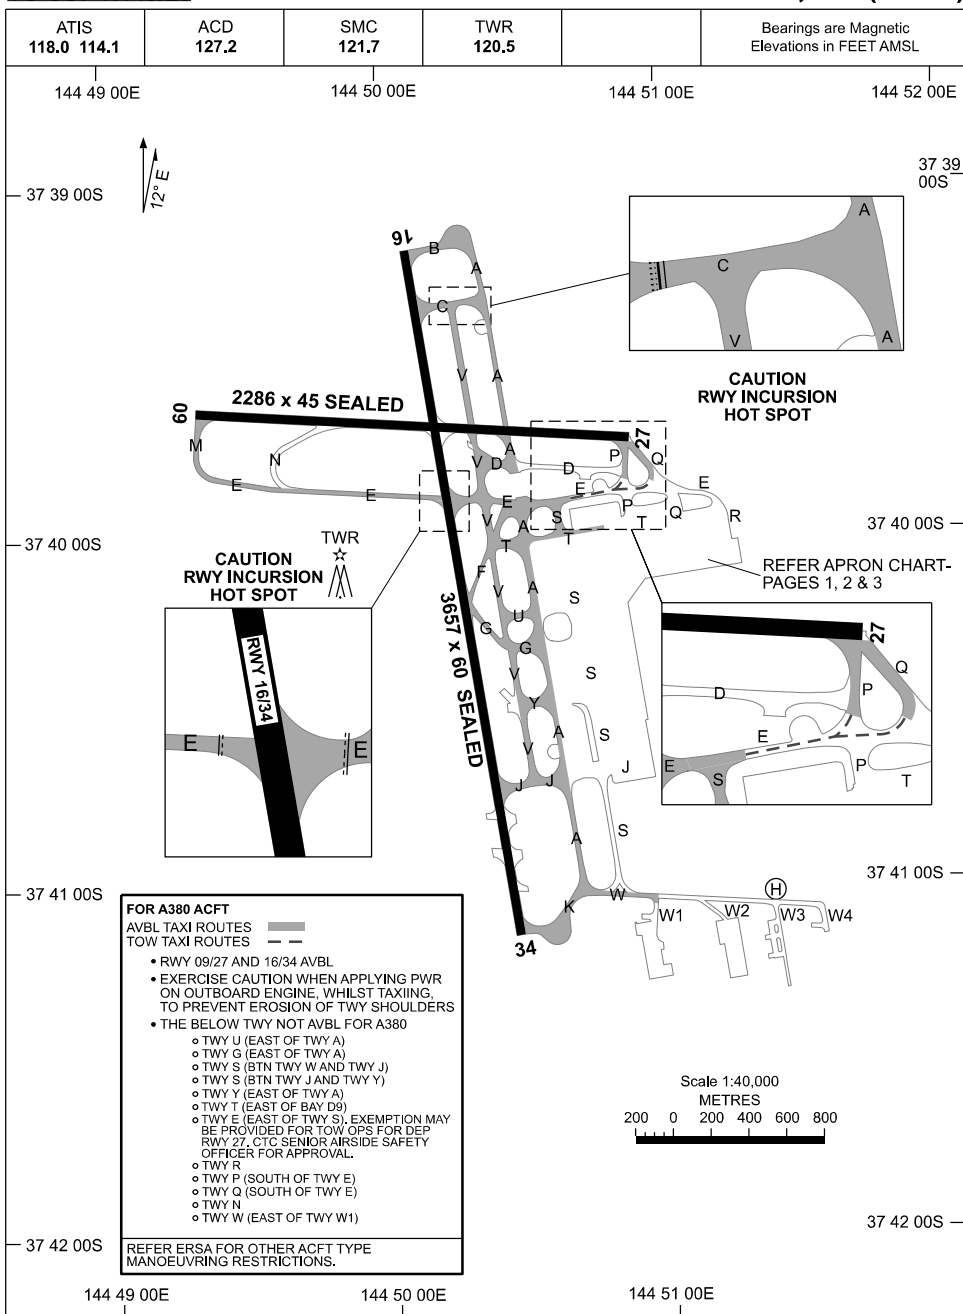 ATIS
118.0 114.1
ACD
127.2
SMC
121.7
TWR
120.5
Bearings are Magnetic
Elevations in FEET AMSL
144 49 00E
144 50 00E
144 51 00E
144 52 00E
37 39 00S
37 39
00S
12° E
16
B
A
C
V
A
A
C
V
A
CAUTION
RWY INCURSION
HOT SPOT
2286 x 45 SEALED
09
27
M
N
E
E
A
V
D
D
P
Q
E
E
E
P
Q
R
V
A
S
T
T
T
37 40 00S
37 40 00S
TWR
CAUTION
RWY INCURSION
HOT SPOT
REFER APRON CHART-
PAGES 1, 2 & 3
F
V
A
S
U
G
G
3657 x 60 SEALED
V
S
Y
A
V
S
J
J
J
A
S
RWY 16/34
E
E
27
Q
P
D
E
E
S
P
T
37 41 00S
37 41 00S
K
W
H
W1
W2
W3
W4
34
FOR A380 ACFT
AVBL TAXI ROUTES
TOW TAXI ROUTES
• RWY 09/27 AND 16/34 AVBL
• EXERCISE CAUTION WHEN APPLYING PWR
ON OUTBOARD ENGINE, WHILST TAXIING,
TO PREVENT EROSION OF TWY SHOULDERS
• THE BELOW TWY NOT AVBL FOR A380
o TWY U (EAST OF TWY A)
o TWY G (EAST OF TWY A)
o TWY S (BTN TWY W AND TWY J)
o TWY S (BTN TWY J AND TWY Y)
o TWY Y (EAST OF TWY A)
o TWY T (EAST OF BAY D9)
o TWY E (EAST OF TWY S). EXEMPTION MAY
BE PROVIDED FOR TOW OPS FOR DEP
RWY 27. CTC SENIOR AIRSIDE SAFETY
OFFICER FOR APPROVAL.
o TWY R
o TWY P (SOUTH OF TWY E)
o TWY Q (SOUTH OF TWY E)
o TWY N
o TWY W (EAST OF TWY W1)
REFER ERSA FOR OTHER ACFT TYPE
MANOEUVRING RESTRICTIONS.
Scale 1:40,000
METRES
200 0 200 400 600 800
37 42 00S
37 42 00S
144 49 00E
144 50 00E
144 51 00E